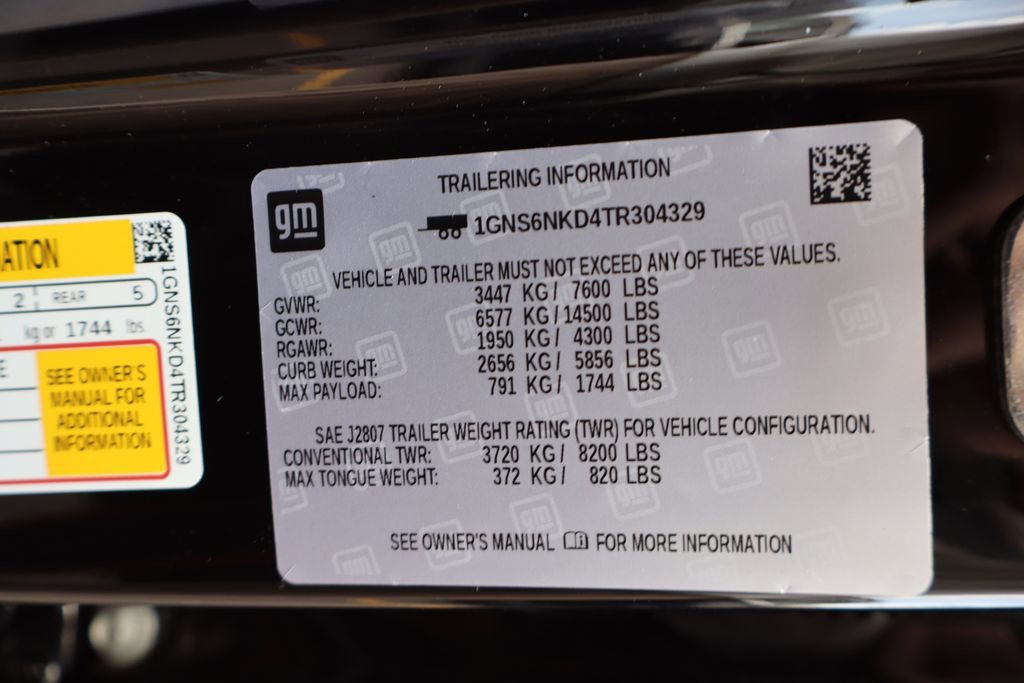 ATION
2 REAR 5
kg or 1744 lbs.
SEE OWNER'S
MANUAL FOR
ADDITIONAL
INFORMATION
1GNS6NKD4TR304329
gm
TRAILERING INFORMATION
1GNS6NKD4TR304329
VEHICLE AND TRAILER MUST NOT EXCEED ANY OF THESE VALUES.
GVWR: 3447 KG/ 7600 LBS
GCWR: 6577 KG/ 14500 LBS
RGAWR: 1950 KG/ 4300 LBS
CURB WEIGHT: 2656 KG/ 5856 LBS
MAX PAYLOAD: 791 KG/ 1744 LBS
SAE J2807 TRAILER WEIGHT RATING (TWR) FOR VEHICLE CONFIGURATION.
CONVENTIONAL TWR: 3720 KG/ 8200 LBS
MAX TONGUE WEIGHT: 372 KG/ 820 LBS
SEE OWNER'S MANUAL FOR MORE INFORMATION